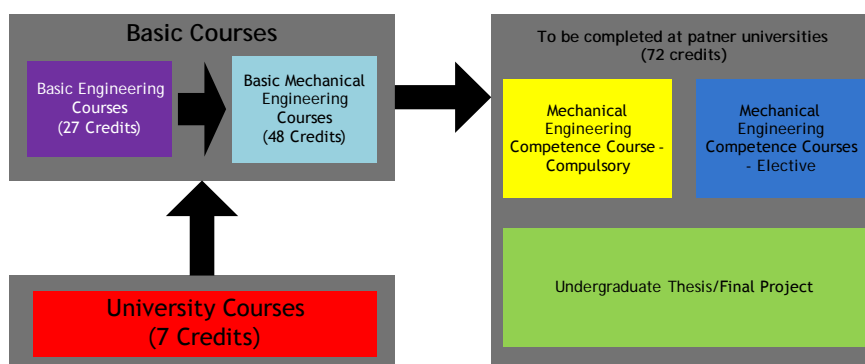 Basic Courses
Basic Engineering
Courses
(27 Credits)
Basic Mechanical
Engineering
Courses
(48 Credits)
University Courses
(7 Credits)
To be completed at patner universities
(72 credits)
Mechanical
Engineering
Competence Course -
Compulsory
Mechanical
Engineering
Competence Courses
- Elective
Undergraduate Thesis/Final Project